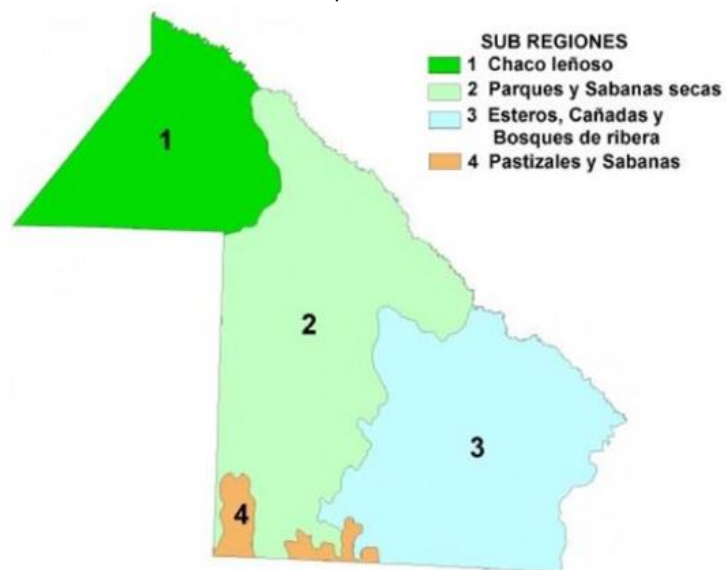 SUB REGIONES
1 Chaco leñoso
2 Parques y Sabanas secas
3 Esteros, Cañadas y
Bosques de ribera
4 Pastizales y Sabanas
1
2
3
4